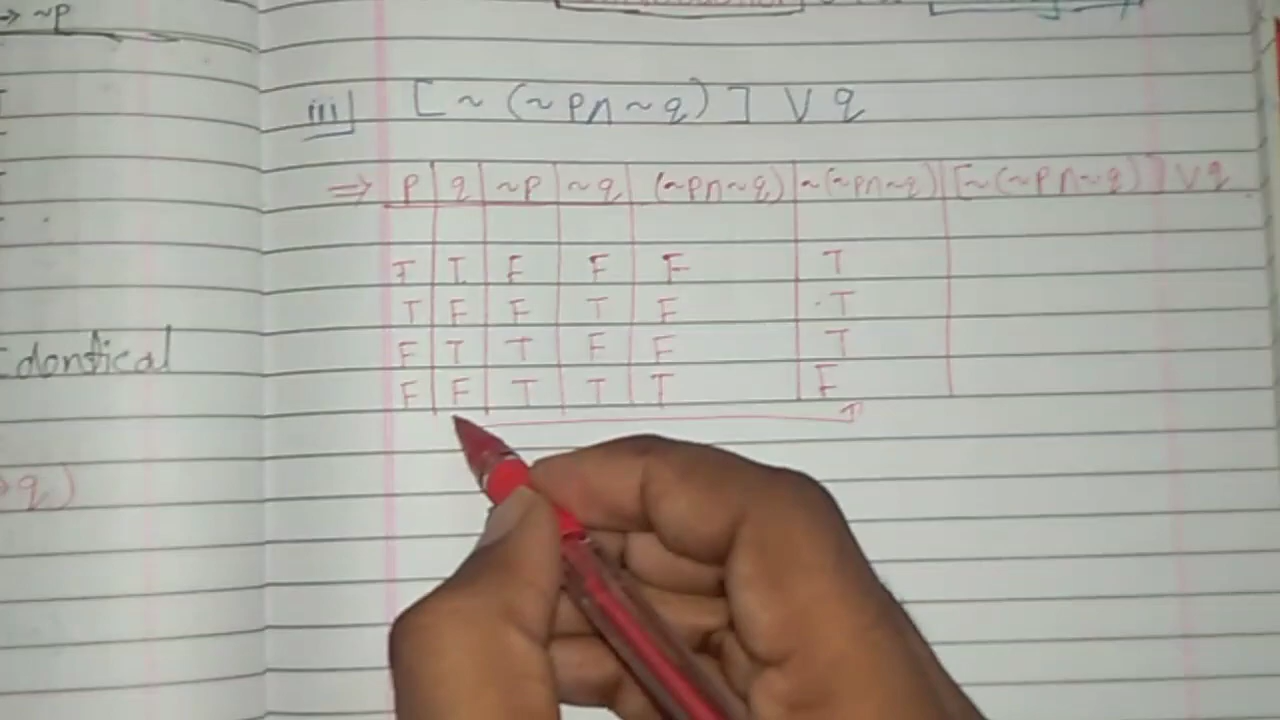 → ~p
iii] [ ~ (~p∧ ~q) ] ∨ q
⇒ p q ~p ~q (~p∧~q) ~(~p∧~q) [~(~p∧~q)]∨q
T T F F F T
T F F T F T
F T T F F T
F F T T T F
Identical
q)